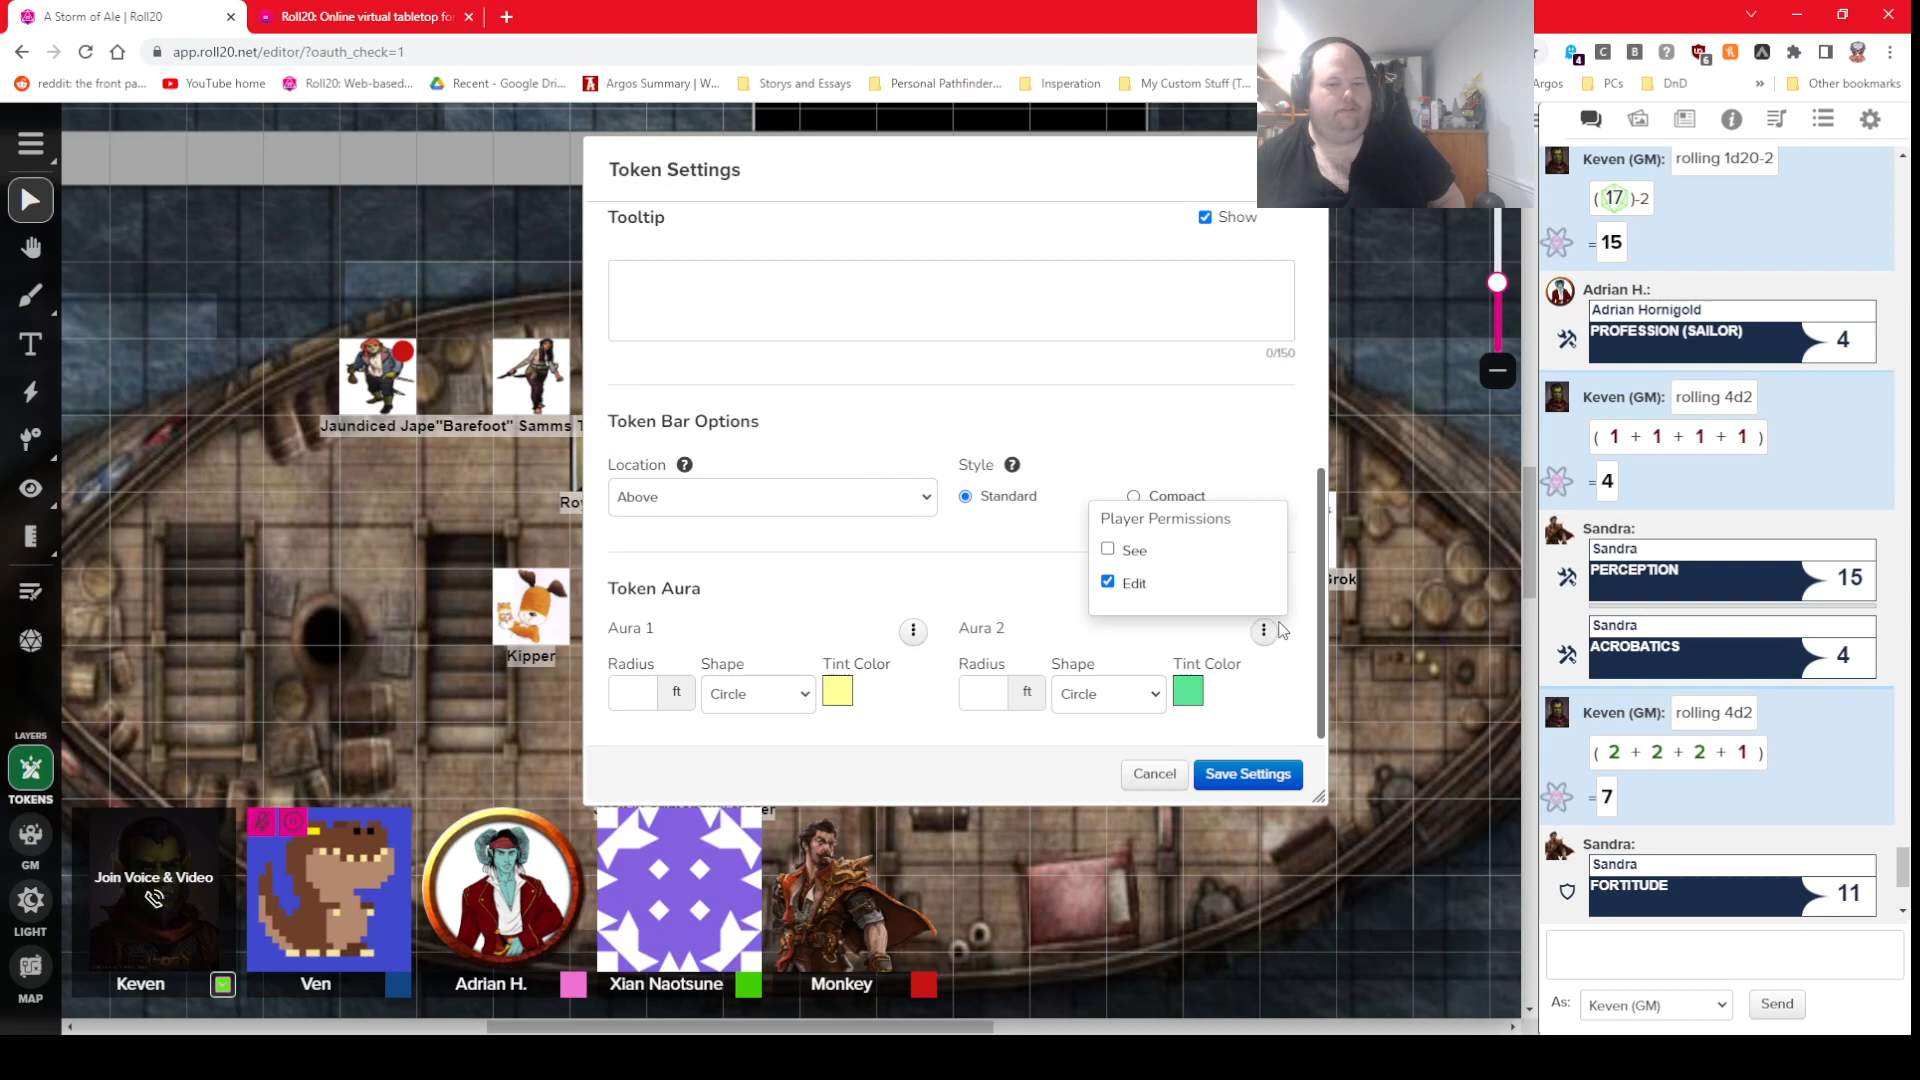 A Storm of Ale | Roll20
Roll20: Online virtual tabletop fo
app.roll20.net/editor/?oauth_check=1
reddit: the front pa...
YouTube home
Roll20: Web-based...
Recent - Google Dri...
Argos Summary | W...
Storys and Essays
Personal Pathfinder...
Inspiration
My Custom Stuff (T...
Argos
PCs
DnD
»
Other bookmarks
4
6
Token Settings
Tooltip
Show
0/150
Token Bar Options
Location
Above
Style
Standard
Compact
Player Permissions
See
Edit
Token Aura
Aura 1
Aura 2
Radius
Shape
Tint Color
ft
Circle
Radius
Shape
Tint Color
ft
Circle
Cancel
Save Settings
Jaundiced Jape
"Barefoot" Samms T
Kipper
Grok
LAYERS
TOKENS
GM
LIGHT
MAP
Join Voice & Video
Keven
Ven
Adrian H.
Xian Naotsune
Monkey
Keven (GM): rolling 1d20-2
(17)-2
=15
Adrian H.:
Adrian Hornigold
PROFESSION (SAILOR) 4
Keven (GM): rolling 4d2
( 1 + 1 + 1 + 1 )
=4
Sandra:
Sandra
PERCEPTION 15
Sandra
ACROBATICS 4
Keven (GM): rolling 4d2
( 2 + 2 + 2 + 1 )
=7
Sandra:
Sandra
FORTITUDE 11
As:
Keven (GM)
Send